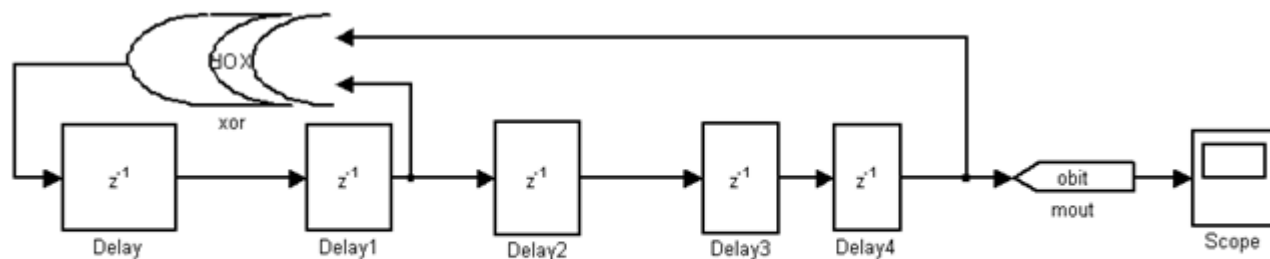 XOR
xor
z-1 z-1 z-1 z-1 z-1 obit
mout
Delay Delay1 Delay2 Delay3 Delay4 Scope